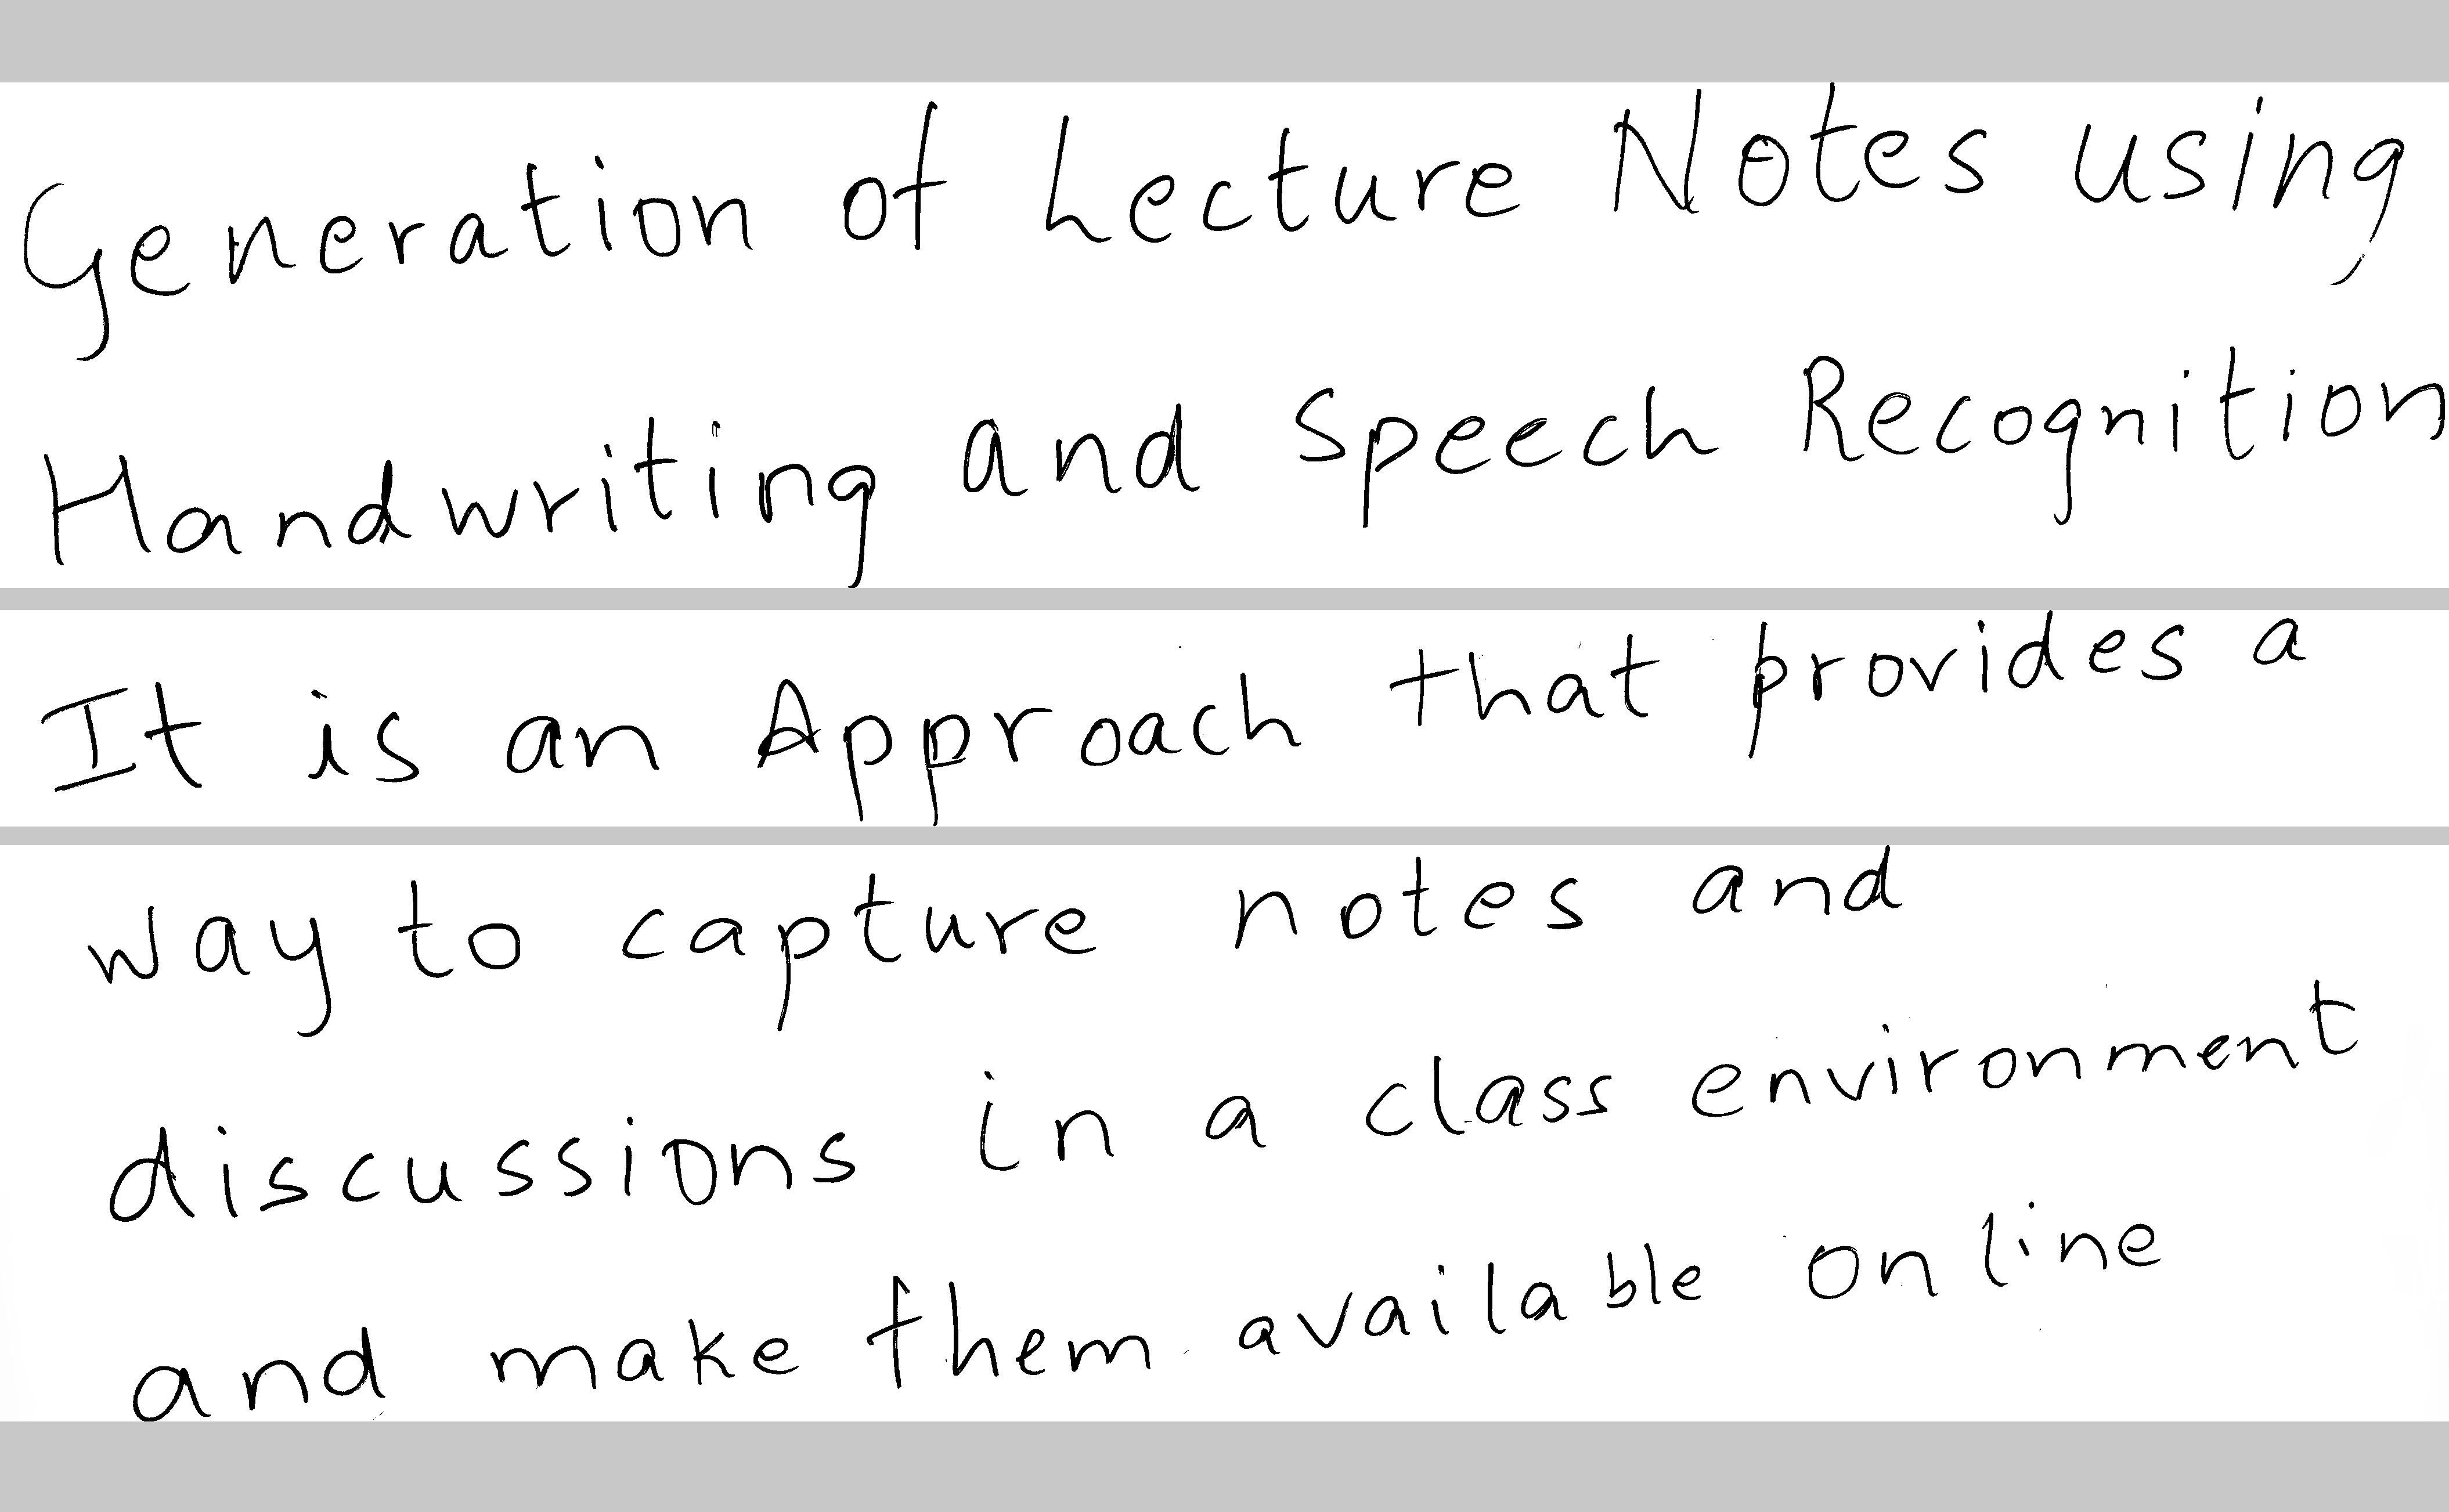 Generation of Lecture Notes using
Handwriting and Speech Recognition
It is an Approach that provides a
way to capture notes and
discussions in a class environment
and make them available online